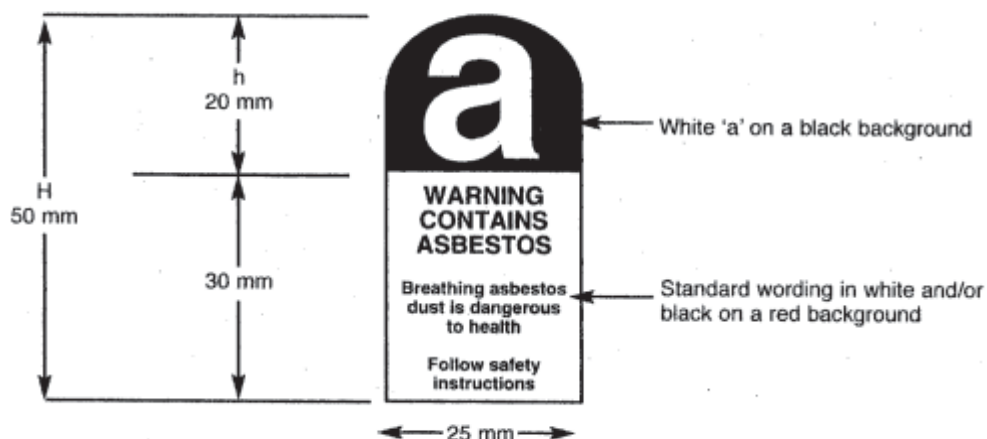 h
20 mm
H
50 mm
30 mm
a
WARNING
CONTAINS
ASBESTOS
Breathing asbestos
dust is dangerous
to health
Follow safety
instructions
25 mm
White 'a' on a black background
Standard wording in white and/or
black on a red background